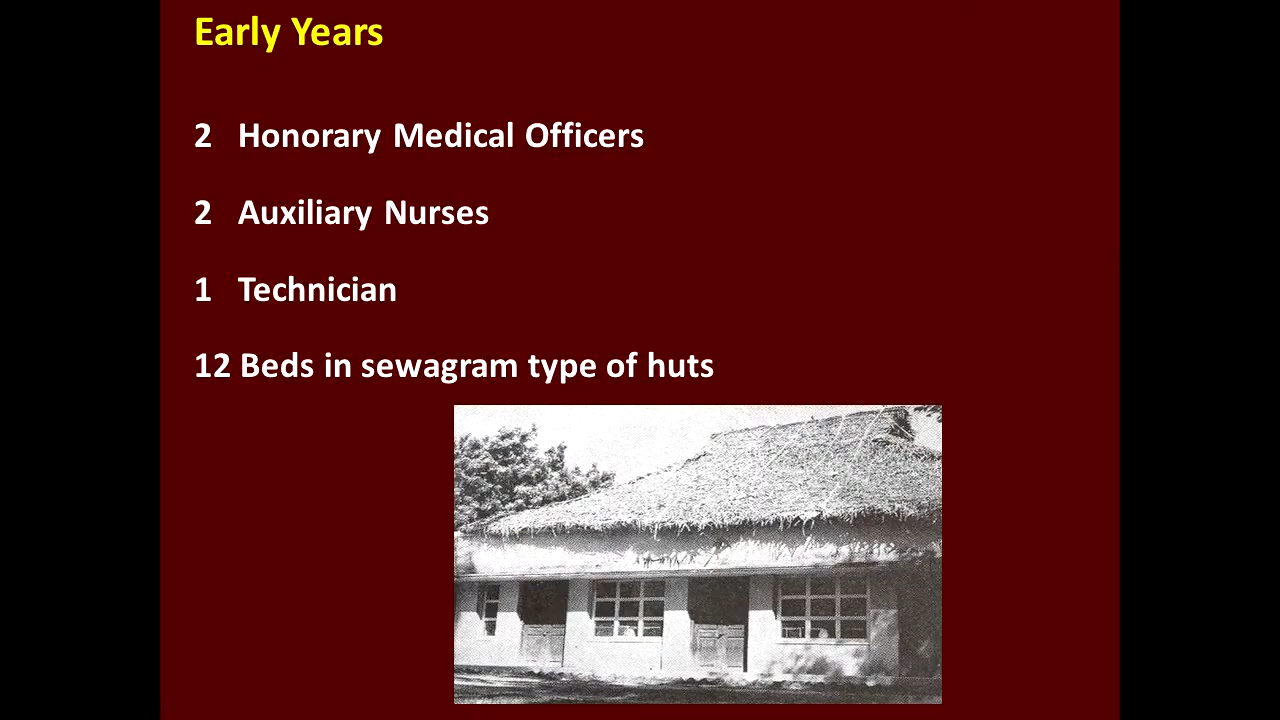 Early Years
2 Honorary Medical Officers
2 Auxiliary Nurses
1 Technician
12 Beds in sewagram type of huts